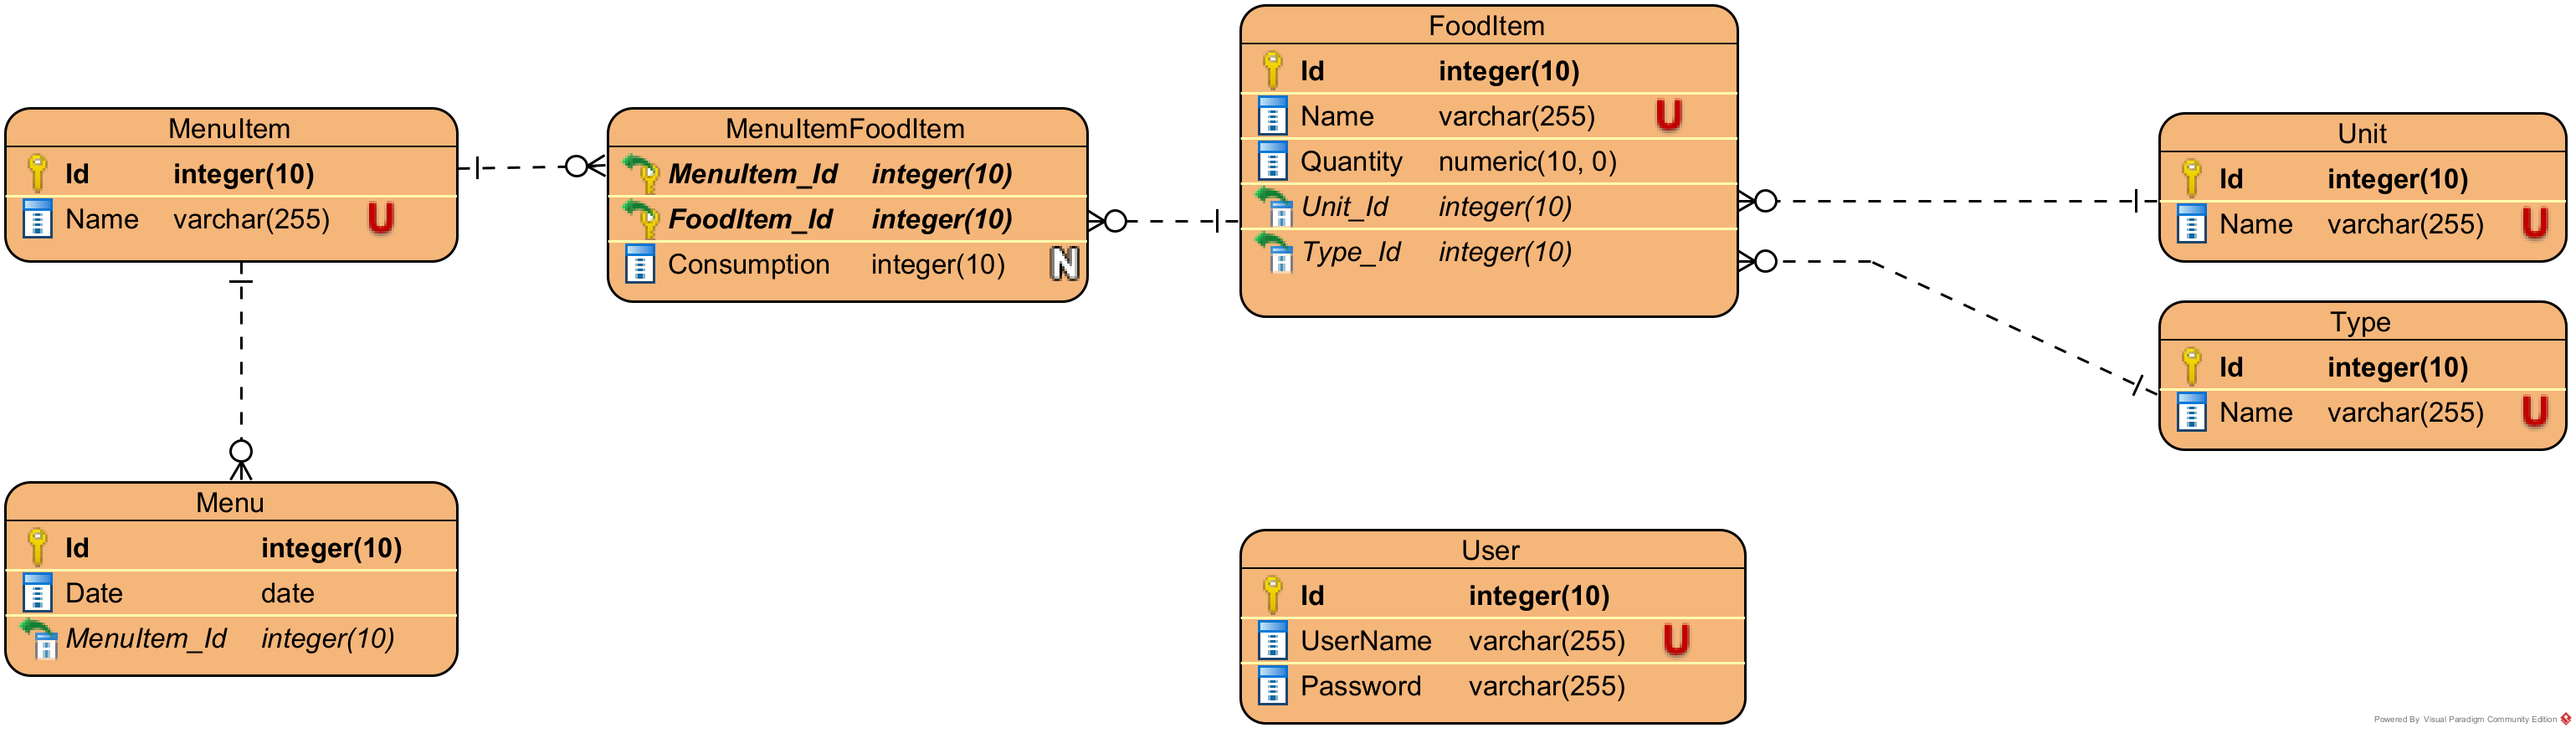 MenuItem
Id integer(10)
Name varchar(255) U
MenuItemFoodItem
MenuItem_Id integer(10)
FoodItem_Id integer(10)
Consumption integer(10) N
FoodItem
Id integer(10)
Name varchar(255) U
Quantity numeric(10, 0)
Unit_Id integer(10)
Type_Id integer(10)
Unit
Id integer(10)
Name varchar(255) U
Type
Id integer(10)
Name varchar(255) U
Menu
Id integer(10)
Date date
MenuItem_Id integer(10)
User
Id integer(10)
UserName varchar(255) U
Password varchar(255)
Powered By Visual Paradigm Community Edition